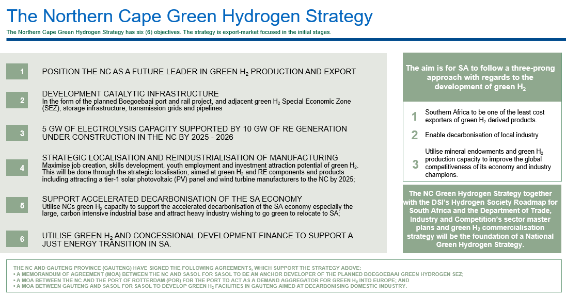 The Northern Cape Green Hydrogen Strategy
The Northern Cape Green Hydrogen Strategy has six (6) objectives. The strategy is export-market focused in the initial stages.
1 POSITION THE NC AS A FUTURE LEADER IN GREEN H2 PRODUCTION AND EXPORT
2 DEVELOPMENT CATALYTIC INFRASTRUCTURE
In the form of the planned Boegoebaai port and rail project, and adjacent green H2 Special Economic Zone
(SEZ), storage infrastructure, transmission grids and pipelines
3 5 GW OF ELECTROLYSIS CAPACITY SUPPORTED BY 10 GW OF RE GENERATION
UNDER CONSTRUCTION IN THE NC BY 2025 - 2026
4 STRATEGIC LOCALISATION AND REINDUSTRIALISATION OF MANUFACTURING
Maximise job creation, skills development, youth employment and investment attraction potential of green H2.
This will be done through the strategic localisation, aimed at green H2 and RE components and products
including attracting a tier-1 solar photovoltaic (PV) panel and wind turbine manufacturers to the NC by 2025;
5 SUPPORT ACCELERATED DECARBONISATION OF THE SA ECONOMY
Utilise NCs green H2 capacity to support the accelerated decarbonisation of the SA economy especially the
large, carbon intensive industrial base and attract heavy industry wishing to go green to relocate to SA;
6 UTILISE GREEN H2 AND CONCESSIONAL DEVELOPMENT FINANCE TO SUPPORT A
JUST ENERGY TRANSITION IN SA.
The aim is for SA to follow a three-prong
approach with regards to the
development of green H2
1 Southern Africa to be one of the least cost
exporters of green H2 derived products
2 Enable decarbonisation of local industry
3 Utilise mineral endowments and green H2
production capacity to improve the global
competitiveness of its economy and industry
champions.
The NC Green Hydrogen Strategy together
with the DSI's Hydrogen Society Roadmap for
South Africa and the Department of Trade,
Industry and Competition's sector master
plans and green H2 commercialisation
strategy will be the foundation of a National
Green Hydrogen Strategy.
THE NC AND GAUTENG PROVINCE (GAUTENG) HAVE SIGNED THE FOLLOWING AGREEMENTS, WHICH SUPPORT THE STRATEGY ABOVE:
• A MEMORANDUM OF AGREEMENT (MOA) BETWEEN THE NC AND SASOL FOR SASOL TO BE AN ANCHOR DEVELOPER OF THE PLANNED BOEGOEBAAI GREEN HYDROGEN SEZ;
• A MOA BETWEEN THE NC AND THE PORT OF ROTTERDAM (POR) FOR THE PORT TO ACT AS A DEMAND AGGREGATOR FOR GREEN H2 INTO EUROPE; AND
• A MOA BETWEEN GAUTENG AND SASOL FOR SASOL TO DEVELOP GREEN H2 FACILITIES IN GAUTENG AIMED AT DECARBONISING DOMESTIC INDUSTRY.